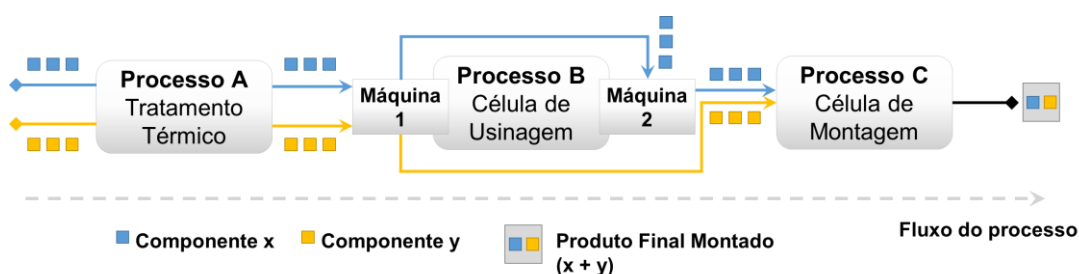 Processo A
Tratamento
Térmico
Máquina
1
Processo B
Célula de
Usinagem
Máquina
2
Processo C
Célula de
Montagem
Fluxo do processo
Componente x
Componente y
Produto Final Montado
(x + y)